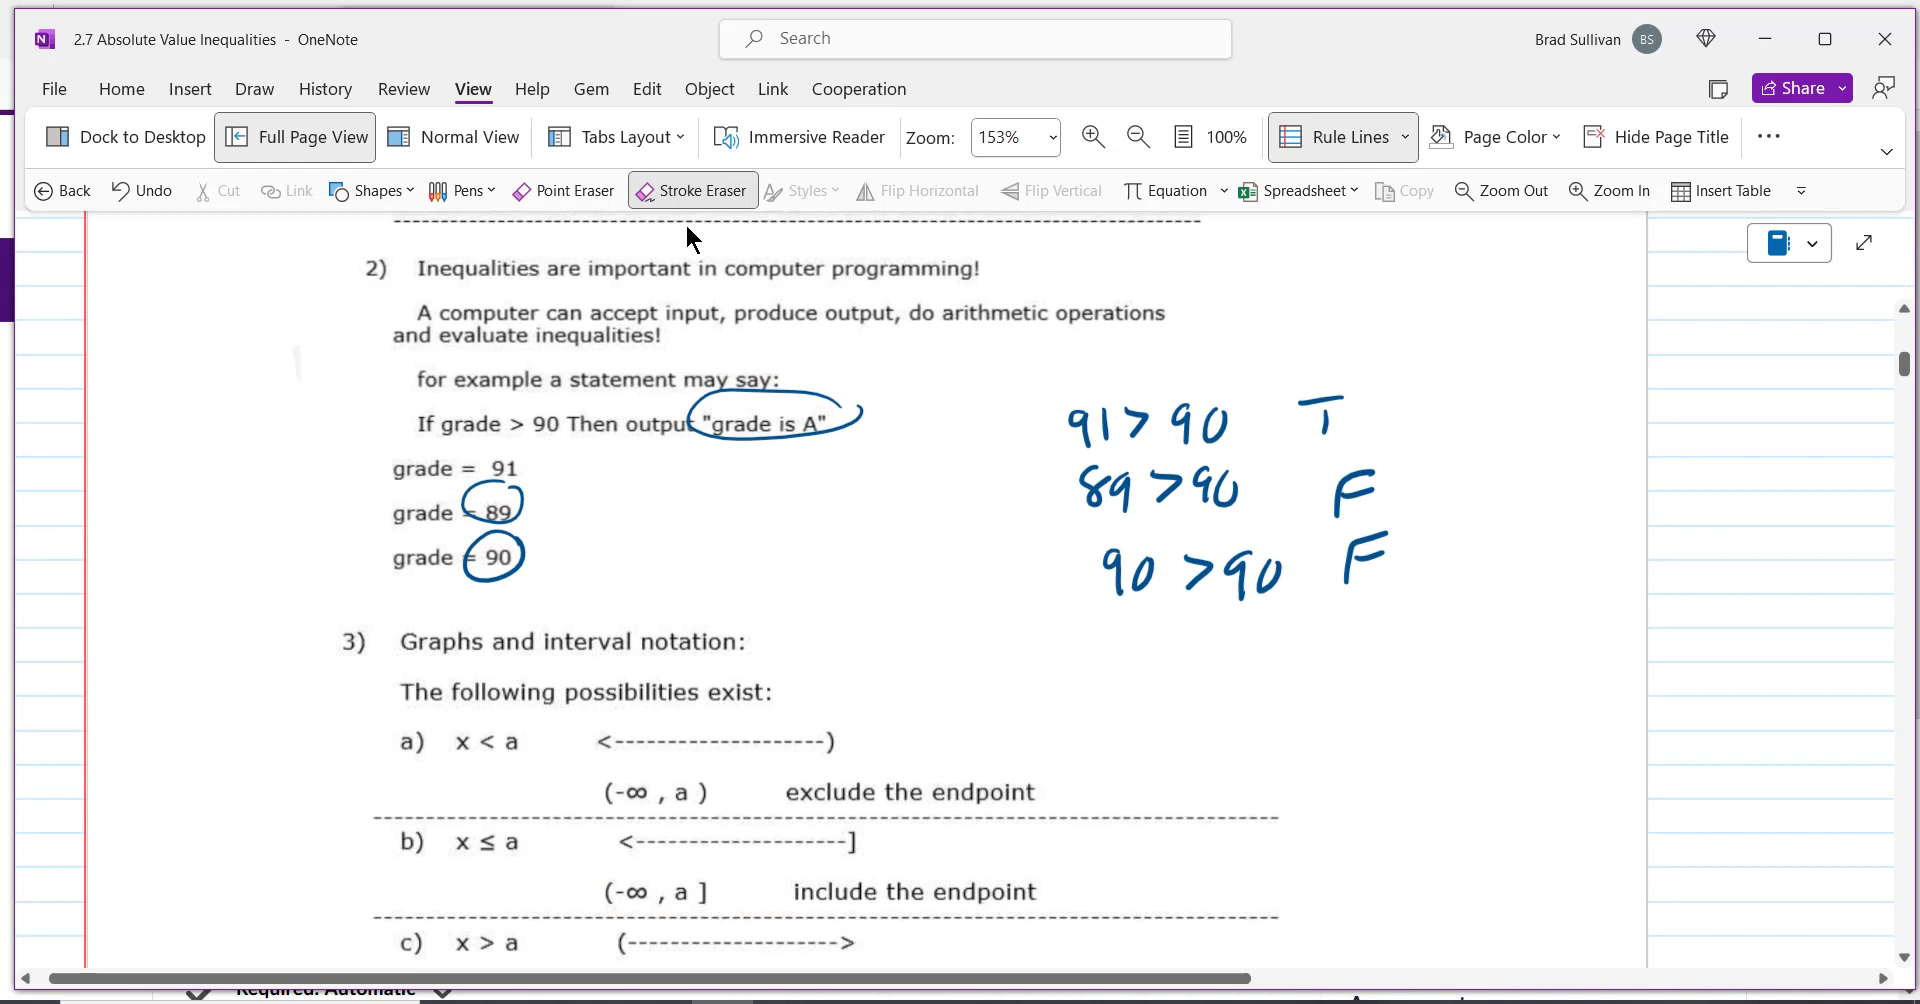 2.7 Absolute Value Inequalities - OneNote
Search
Brad Sullivan BS
File Home Insert Draw History Review View Help Gem Edit Object Link Cooperation Share
Dock to Desktop Full Page View Normal View Tabs Layout Immersive Reader Zoom: 153% 100% Rule Lines Page Color Hide Page Title
Back Undo Cut Link Shapes Pens Point Eraser Stroke Eraser Styles Flip Horizontal Flip Vertical Equation Spreadsheet Copy Zoom Out Zoom In Insert Table
2) Inequalities are important in computer programming!
A computer can accept input, produce output, do arithmetic operations
and evaluate inequalities!
for example a statement may say:
If grade > 90 Then output "grade is A"
91 > 90 T
grade = 91
89 > 90 F
grade = 89
grade = 90
90 > 90 F
3) Graphs and interval notation:
The following possibilities exist:
a) x < a <--------------------)
(-∞ , a ) exclude the endpoint
b) x ≤ a <--------------------]
(-∞ , a ] include the endpoint
c) x > a (-------------------->
Required: Automatic